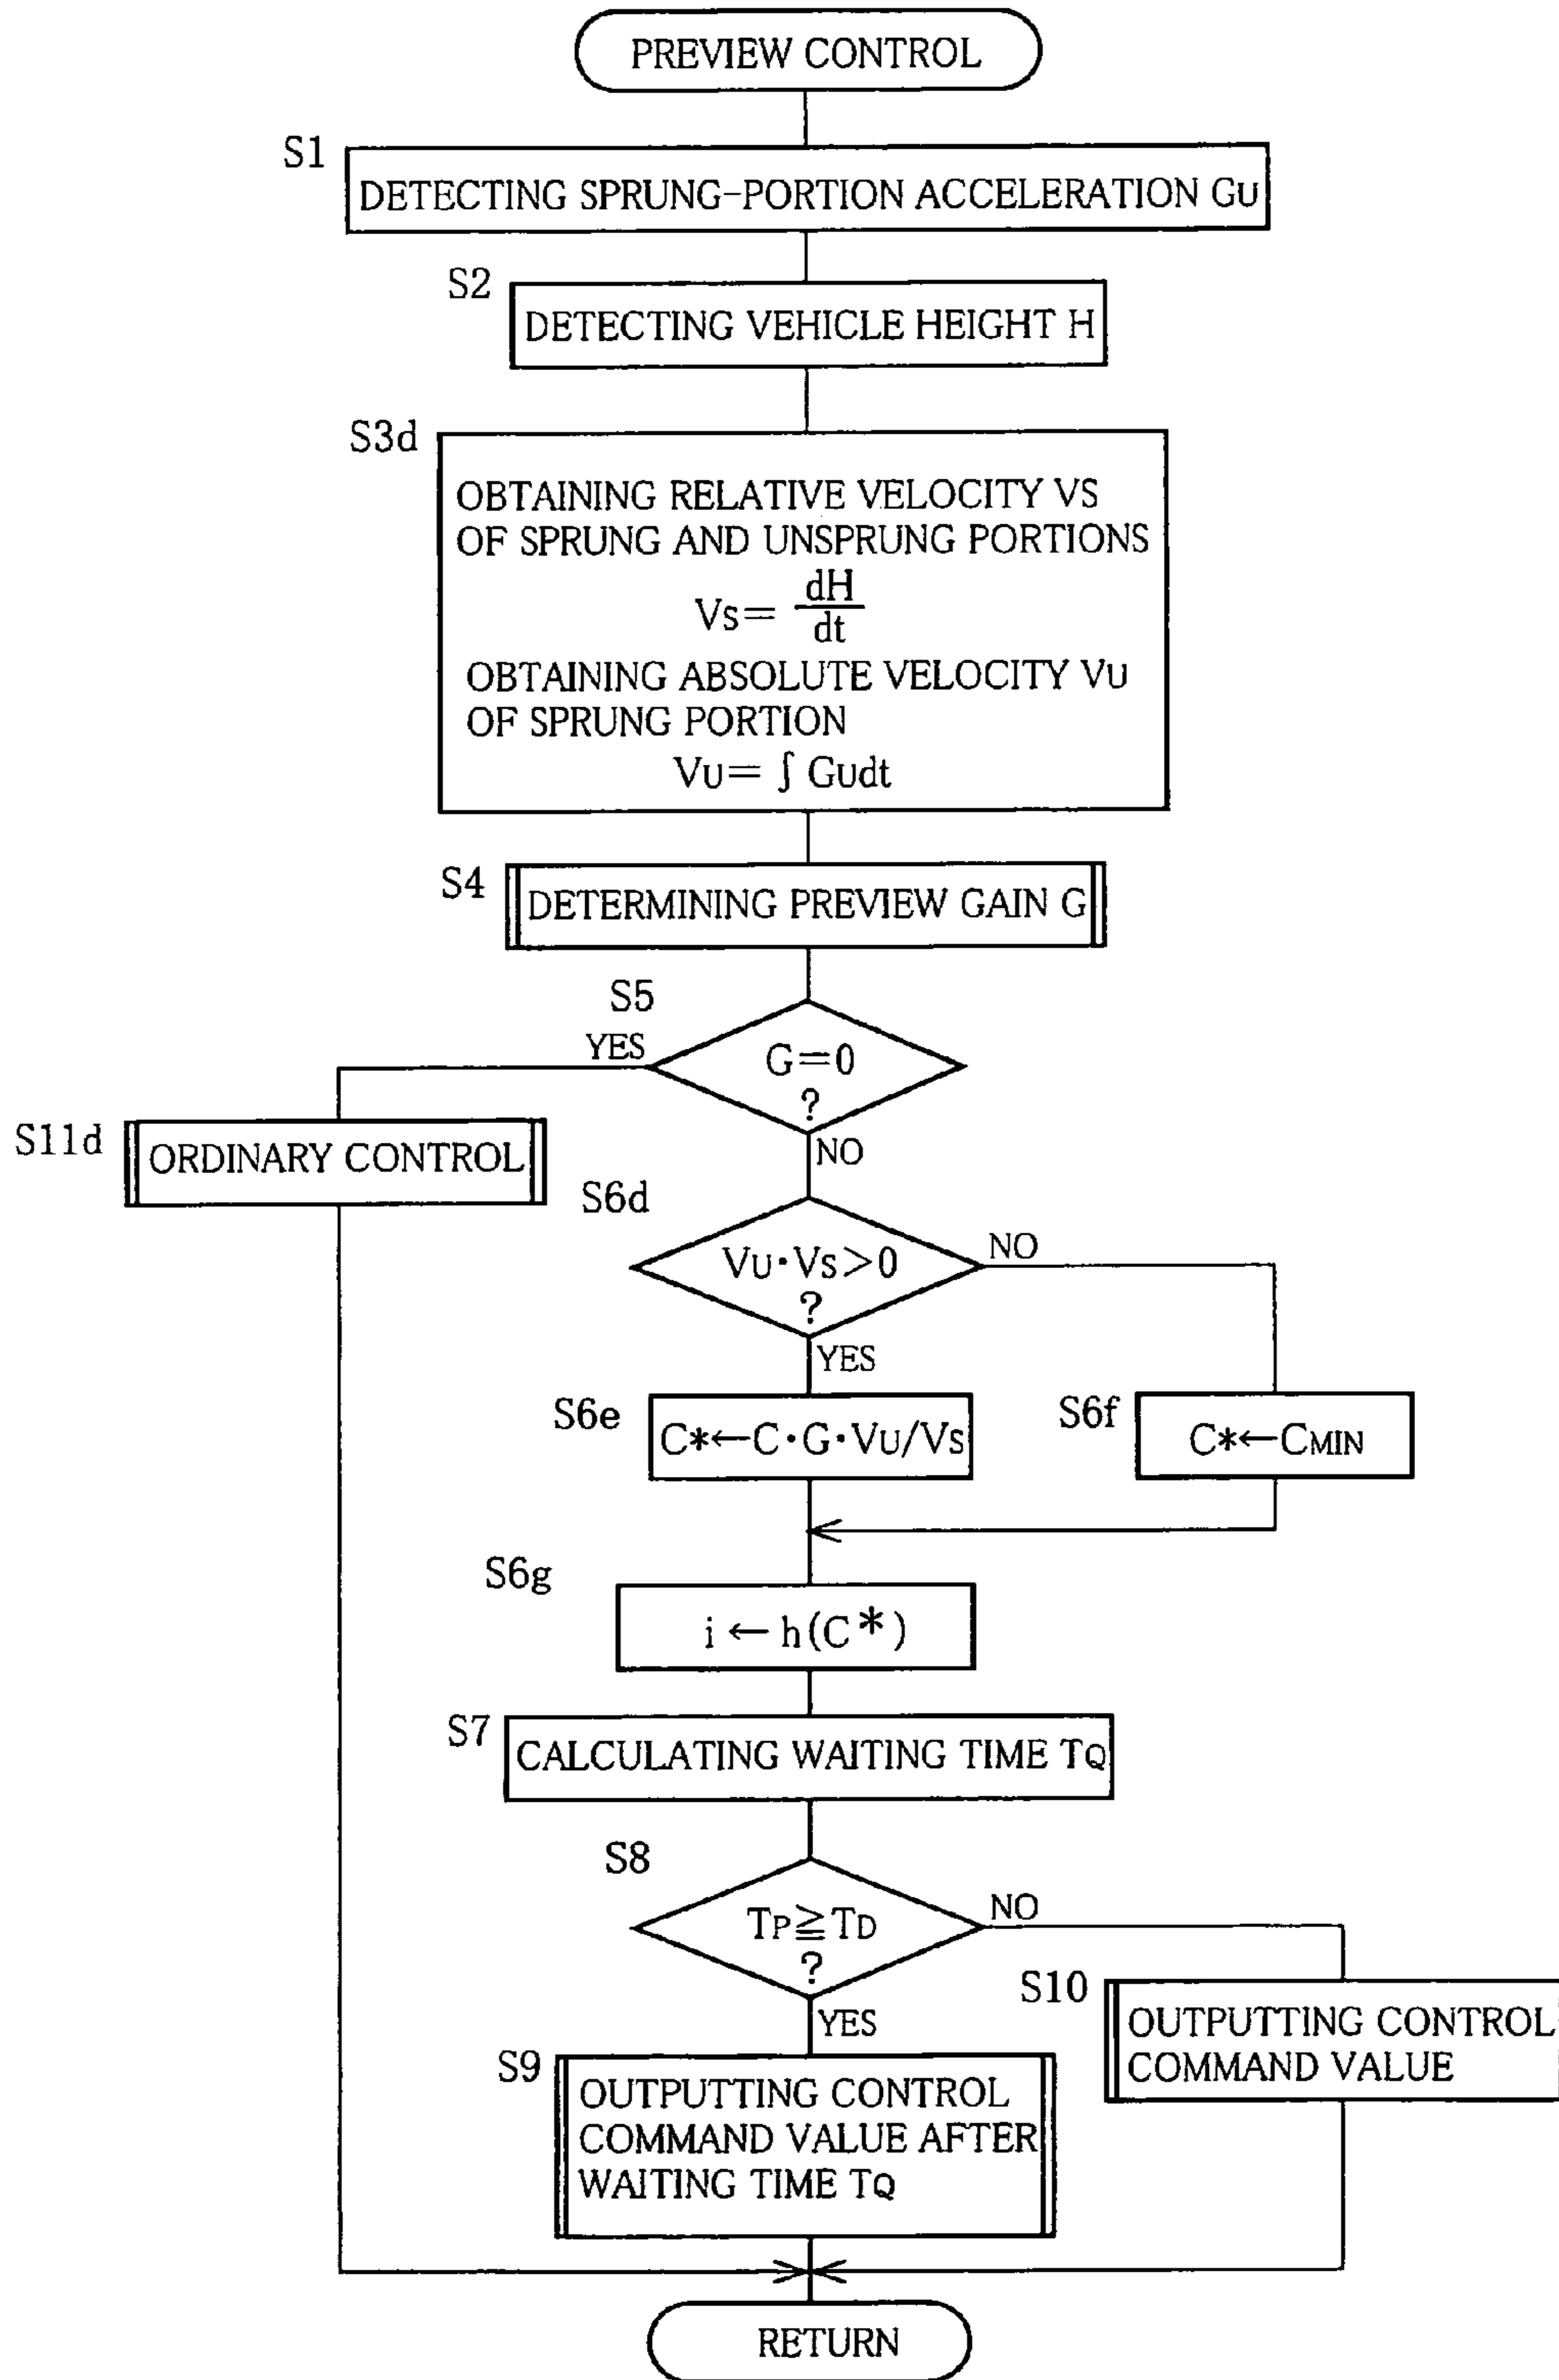 PREVIEW CONTROL
S1
DETECTING SPRUNG-PORTION ACCELERATION GU
S2
DETECTING VEHICLE HEIGHT H
S3d
OBTAINING RELATIVE VELOCITY VS
OF SPRUNG AND UNSPRUNG PORTIONS
VS= dH/dt
OBTAINING ABSOLUTE VELOCITY VU
OF SPRUNG PORTION
VU= ∫ GUdt
S4
DETERMINING PREVIEW GAIN G
S5
YES
G=0
?
NO
S11d
ORDINARY CONTROL
S6d
VU·VS>0
?
NO
YES
S6e
C*←C·G·VU/VS
S6f
C*←CMIN
S6g
i ← h(C*)
S7
CALCULATING WAITING TIME TQ
S8
TP≧TD
?
NO
YES
S10
OUTPUTTING CONTROL
COMMAND VALUE
S9
OUTPUTTING CONTROL
COMMAND VALUE AFTER
WAITING TIME TQ
RETURN